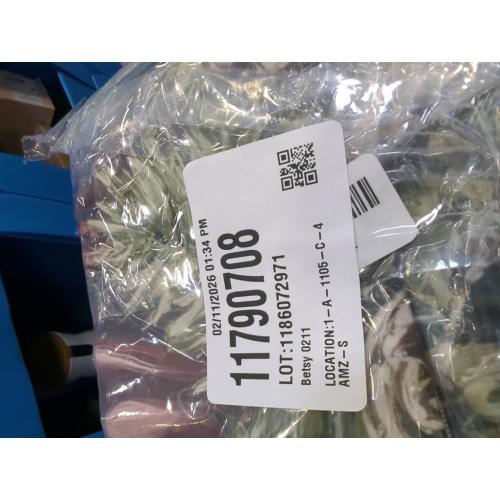 02/11/2026 01:34 PM
11790708
LOT:1186072971
Betsy 0211
LOCATION:1-A-1105-C-4
AMZ-S